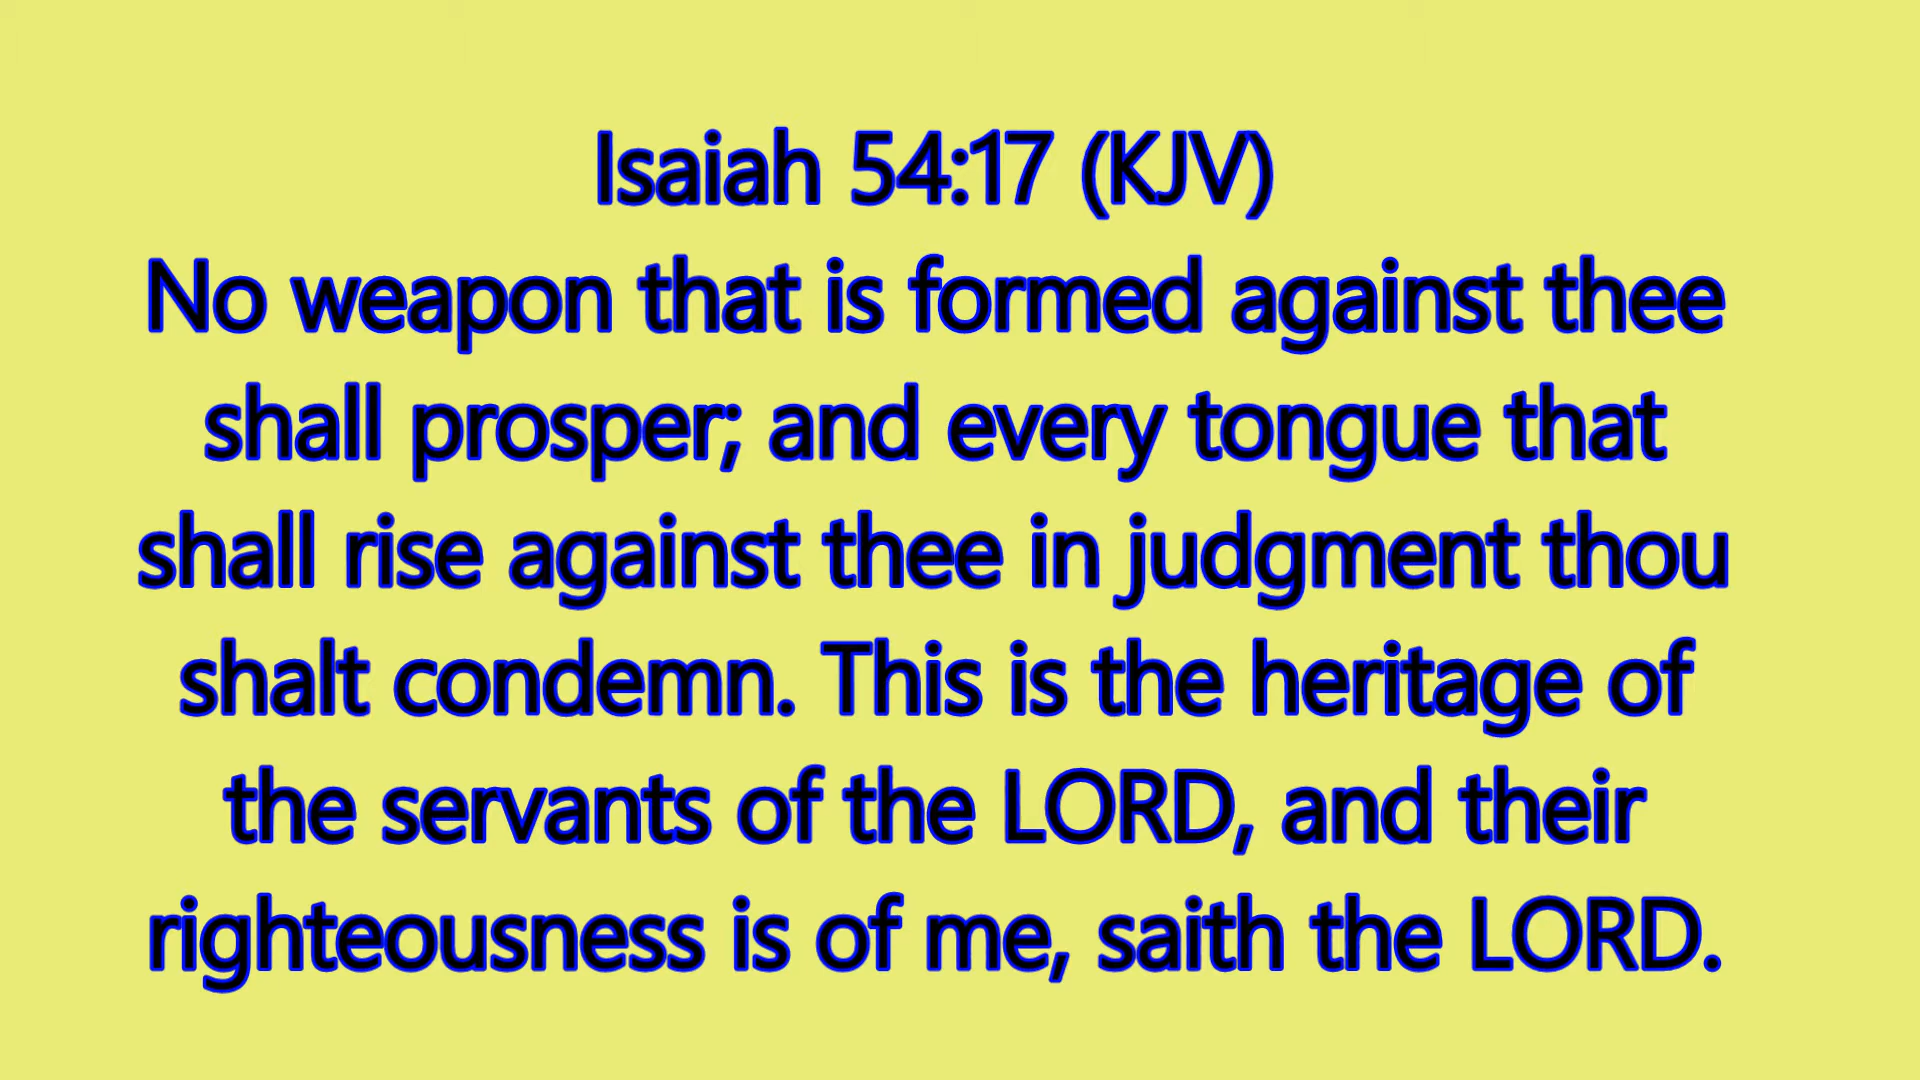 Isaiah 54:17 (KJV)
No weapon that is formed against thee
shall prosper; and every tongue that
shall rise against thee in judgment thou
shalt condemn. This is the heritage of
the servants of the LORD, and their
righteousness is of me, saith the LORD.